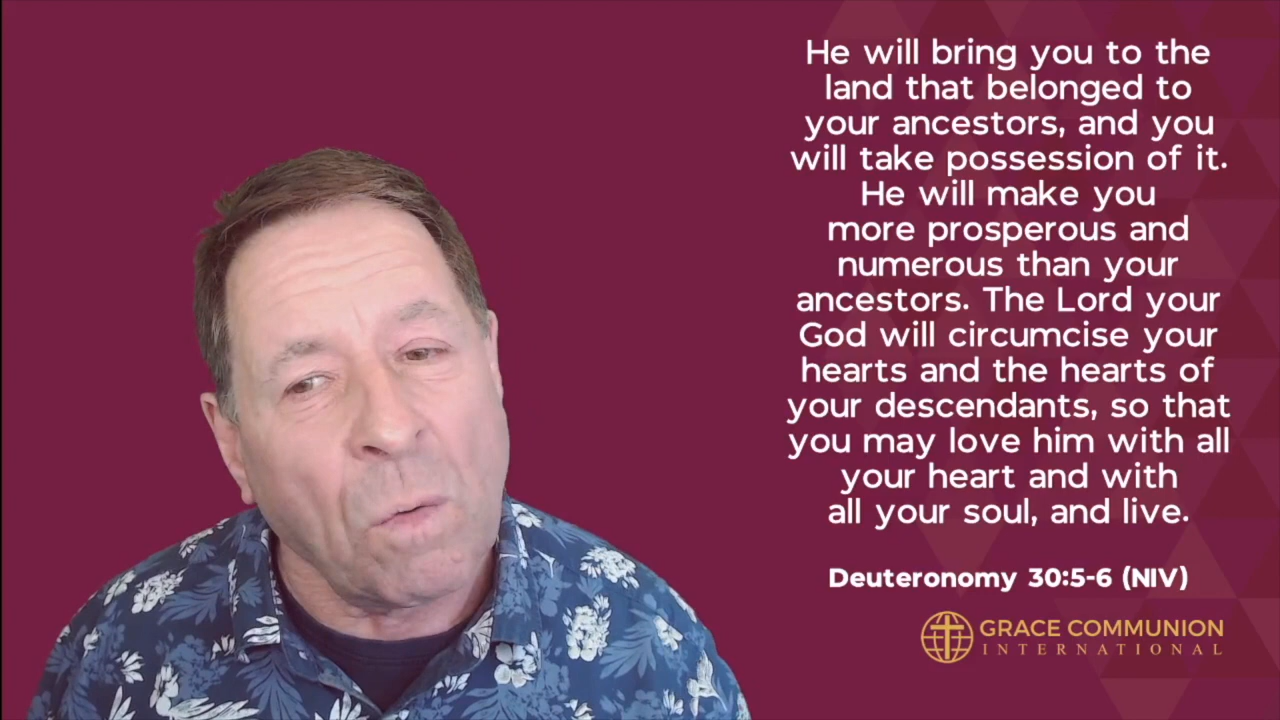 He will bring you to the
land that belonged to
your ancestors, and you
will take possession of it.
He will make you
more prosperous and
numerous than your
ancestors. The Lord your
God will circumcise your
hearts and the hearts of
your descendants, so that
you may love him with all
your heart and with
all your soul, and live.
Deuteronomy 30:5-6 (NIV)
GRACE COMMUNION
INTERNATIONAL